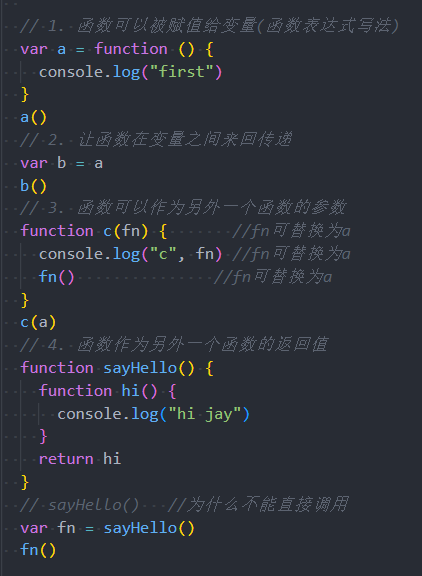 // 1. 函数可以被赋值给变量(函数表达式写法)
var a = function () {
  console.log("first")
}
a()
// 2. 让函数在变量之间来回传递
var b = a
b()
// 3. 函数可以作为另外一个函数的参数
function c(fn) {       //fn可替换为a
  console.log("c", fn) //fn可替换为a
  fn()               //fn可替换为a
}
c(a)
// 4. 函数作为另外一个函数的返回值
function sayHello() {
  function hi() {
    console.log("hi jay")
  }
  return hi
}
// sayHello()   //为什么不能直接调用
var fn = sayHello()
fn()